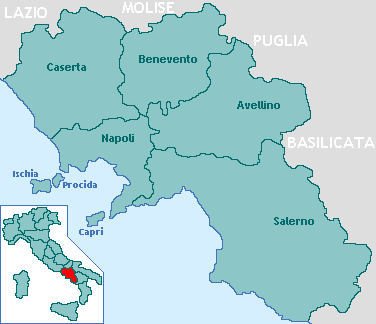 LAZIO
MOLISE
PUGLIA
Benevento
Caserta
Avellino
Napoli
BASILICATA
Ischia
Procida
Capri
Salerno